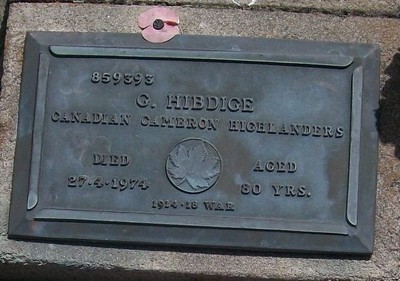 859393
G. HIBDIGE
CANADIAN CAMERON HIGHLANDERS
DIED AGED
27·4·1974 80 YRS.
1914-18 WAR